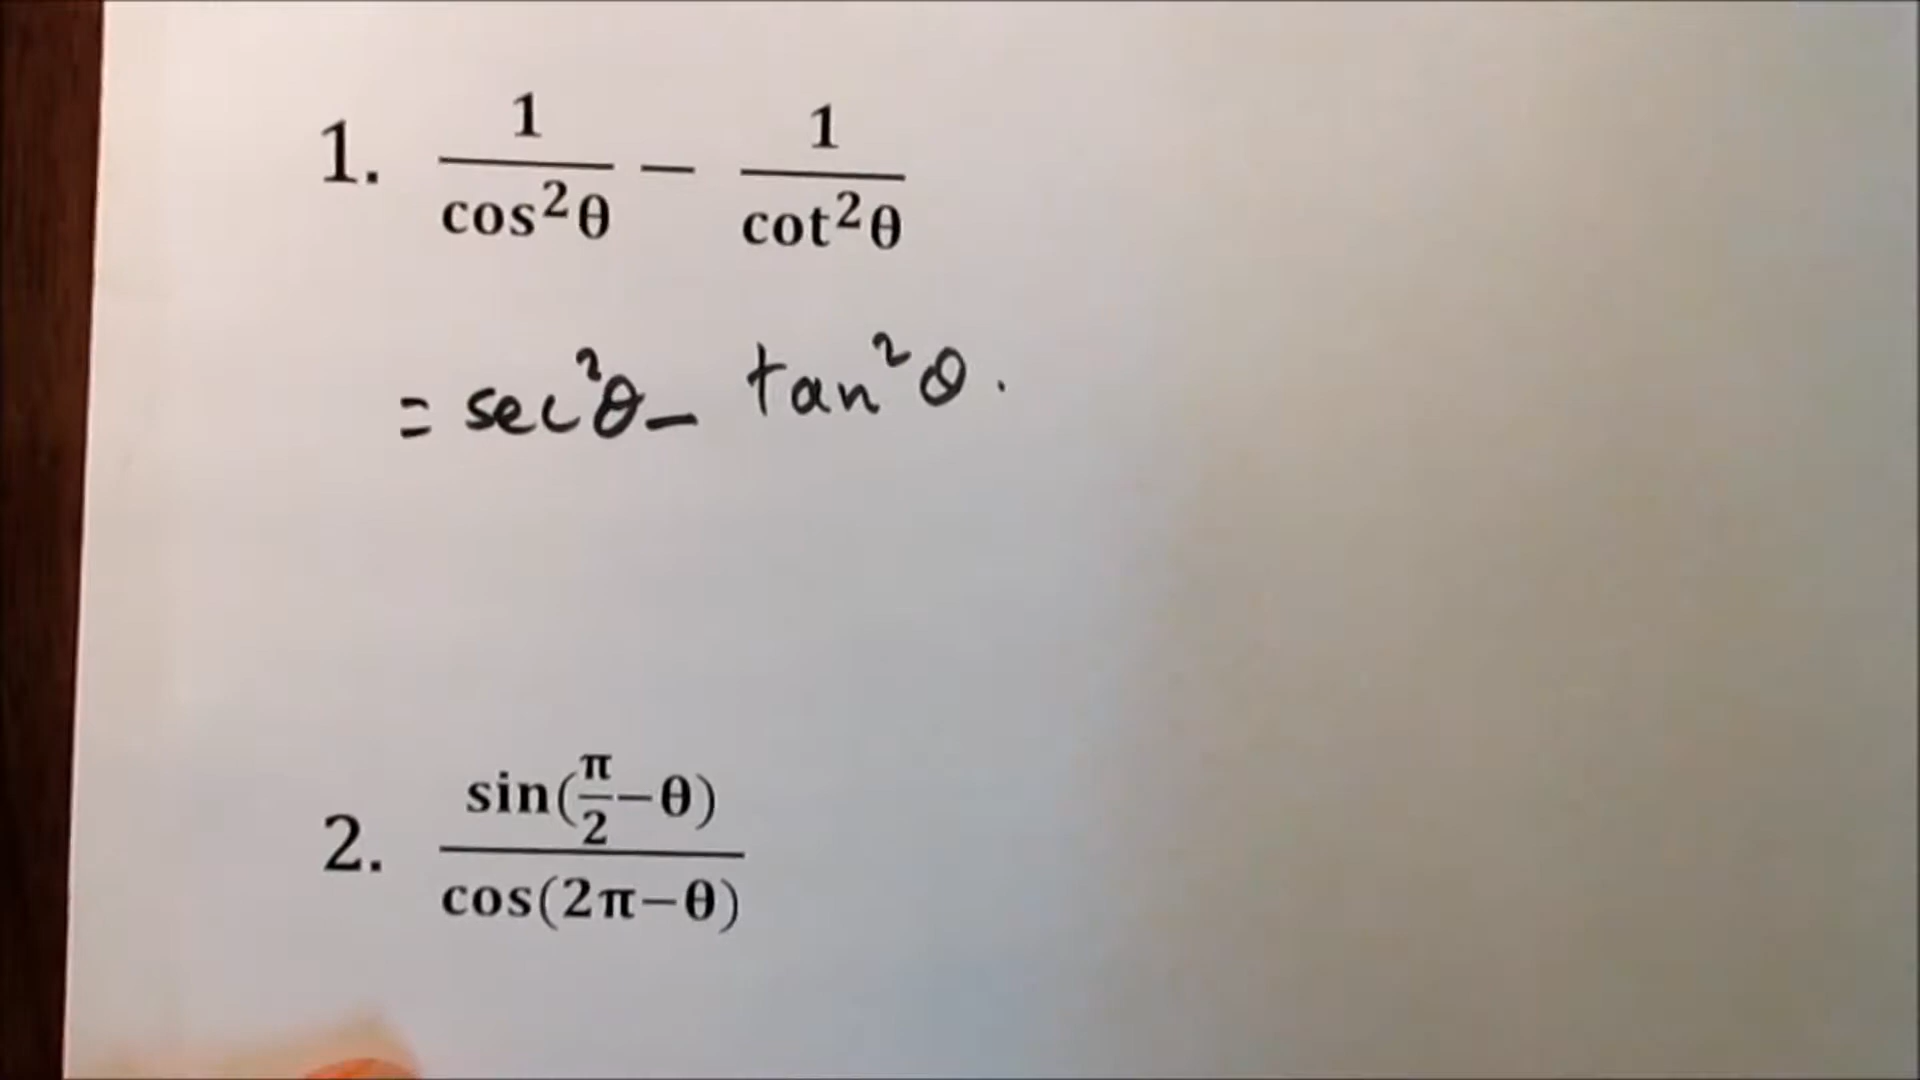 1. 1/cos²θ − 1/cot²θ
= sec²θ − tan²θ.
2. sin(π/2−θ)/cos(2π−θ)